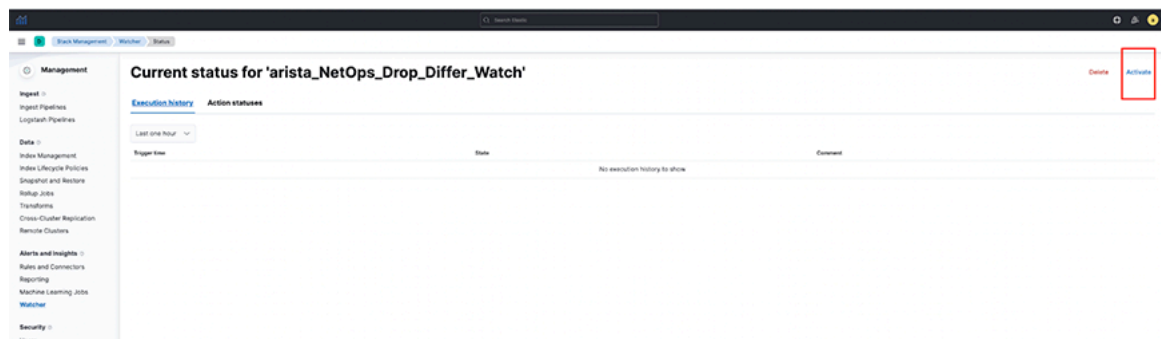 Search Elastic
D Stack Management Watcher Status
Management
Current status for 'arista_NetOps_Drop_Differ_Watch'
Delete
Activate
Ingest
Ingest Pipelines
Logstash Pipelines
Execution history
Action statuses
Last one hour
Trigger time
State
Comment
No execution history to show
Data
Index Management
Index Lifecycle Policies
Snapshot and Restore
Rollup Jobs
Transforms
Cross-Cluster Replication
Remote Clusters
Alerts and Insights
Rules and Connectors
Reporting
Machine Learning Jobs
Watcher
Security